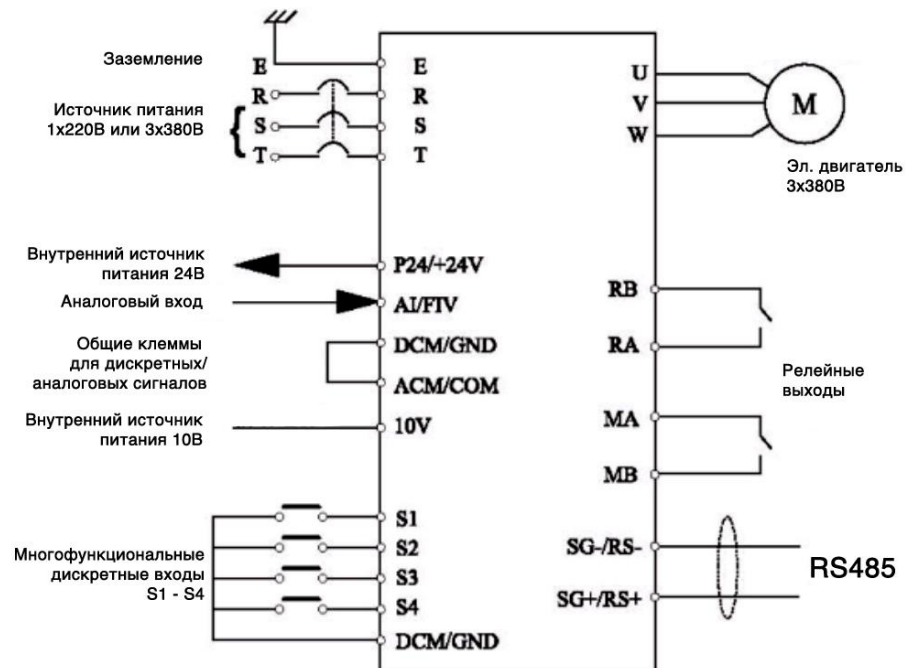 Заземление
E
E
R
R
Источник питания
1x220В или 3x380В
S
S
T
T
U
V
W
M
Эл. двигатель
3x380В
Внутренний источник
питания 24В
P24/+24V
Аналоговый вход
AI/FIV
Общие клеммы
для дискретных/
аналоговых сигналов
DCM/GND
ACM/COM
Внутренний источник
питания 10В
10V
RB
RA
Релейные
выходы
MA
MB
Многофункциональные
дискретные входы
S1 - S4
S1
S2
S3
S4
DCM/GND
SG-/RS-
SG+/RS+
RS485